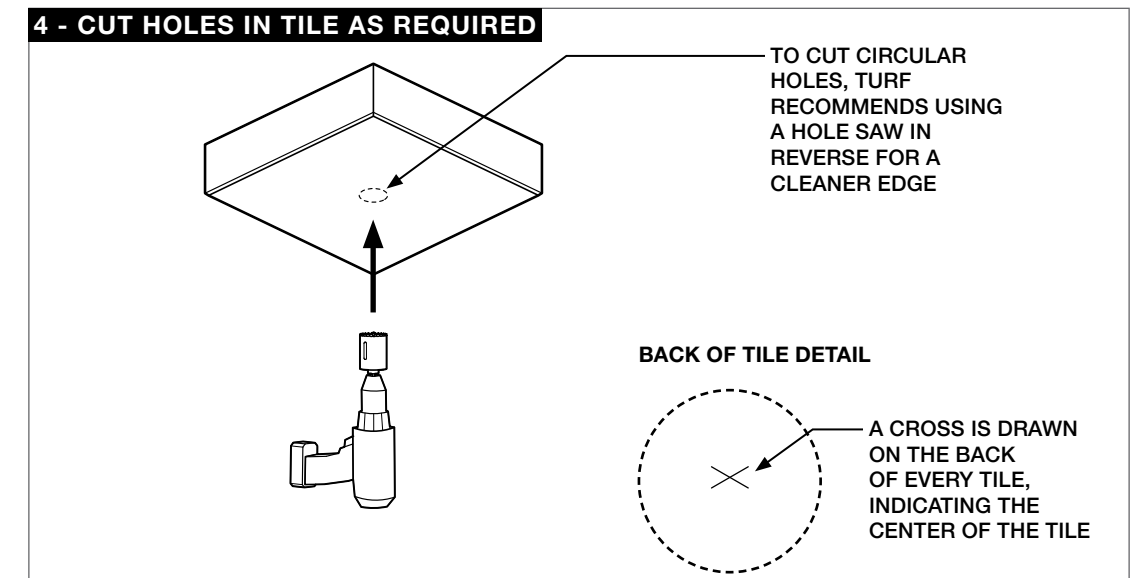 4 - CUT HOLES IN TILE AS REQUIRED
TO CUT CIRCULAR
HOLES, TURF
RECOMMENDS USING
A HOLE SAW IN
REVERSE FOR A
CLEANER EDGE
BACK OF TILE DETAIL
A CROSS IS DRAWN
ON THE BACK
OF EVERY TILE,
INDICATING THE
CENTER OF THE TILE